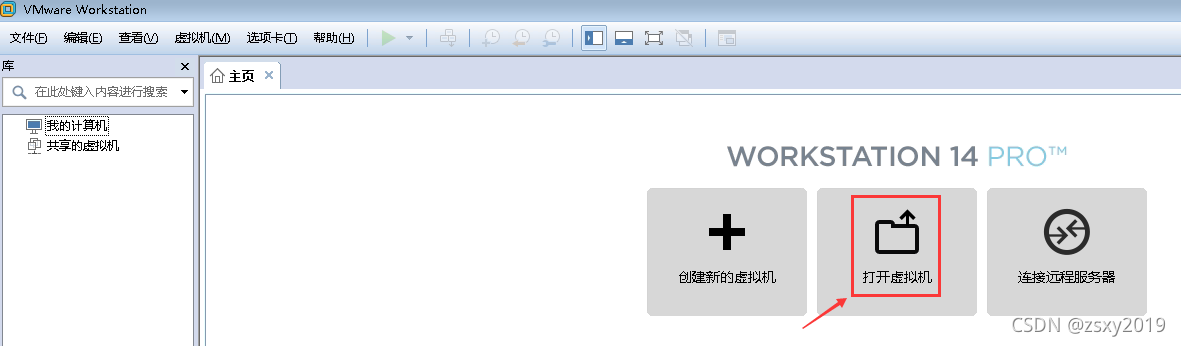 VMware Workstation
文件(F) 编辑(E) 查看(V) 虚拟机(M) 选项卡(T) 帮助(H)
库
主页
在此处键入内容进行搜索
我的计算机
共享的虚拟机
WORKSTATION 14 PRO™
创建新的虚拟机 打开虚拟机 连接远程服务器
CSDN @zsxy2019